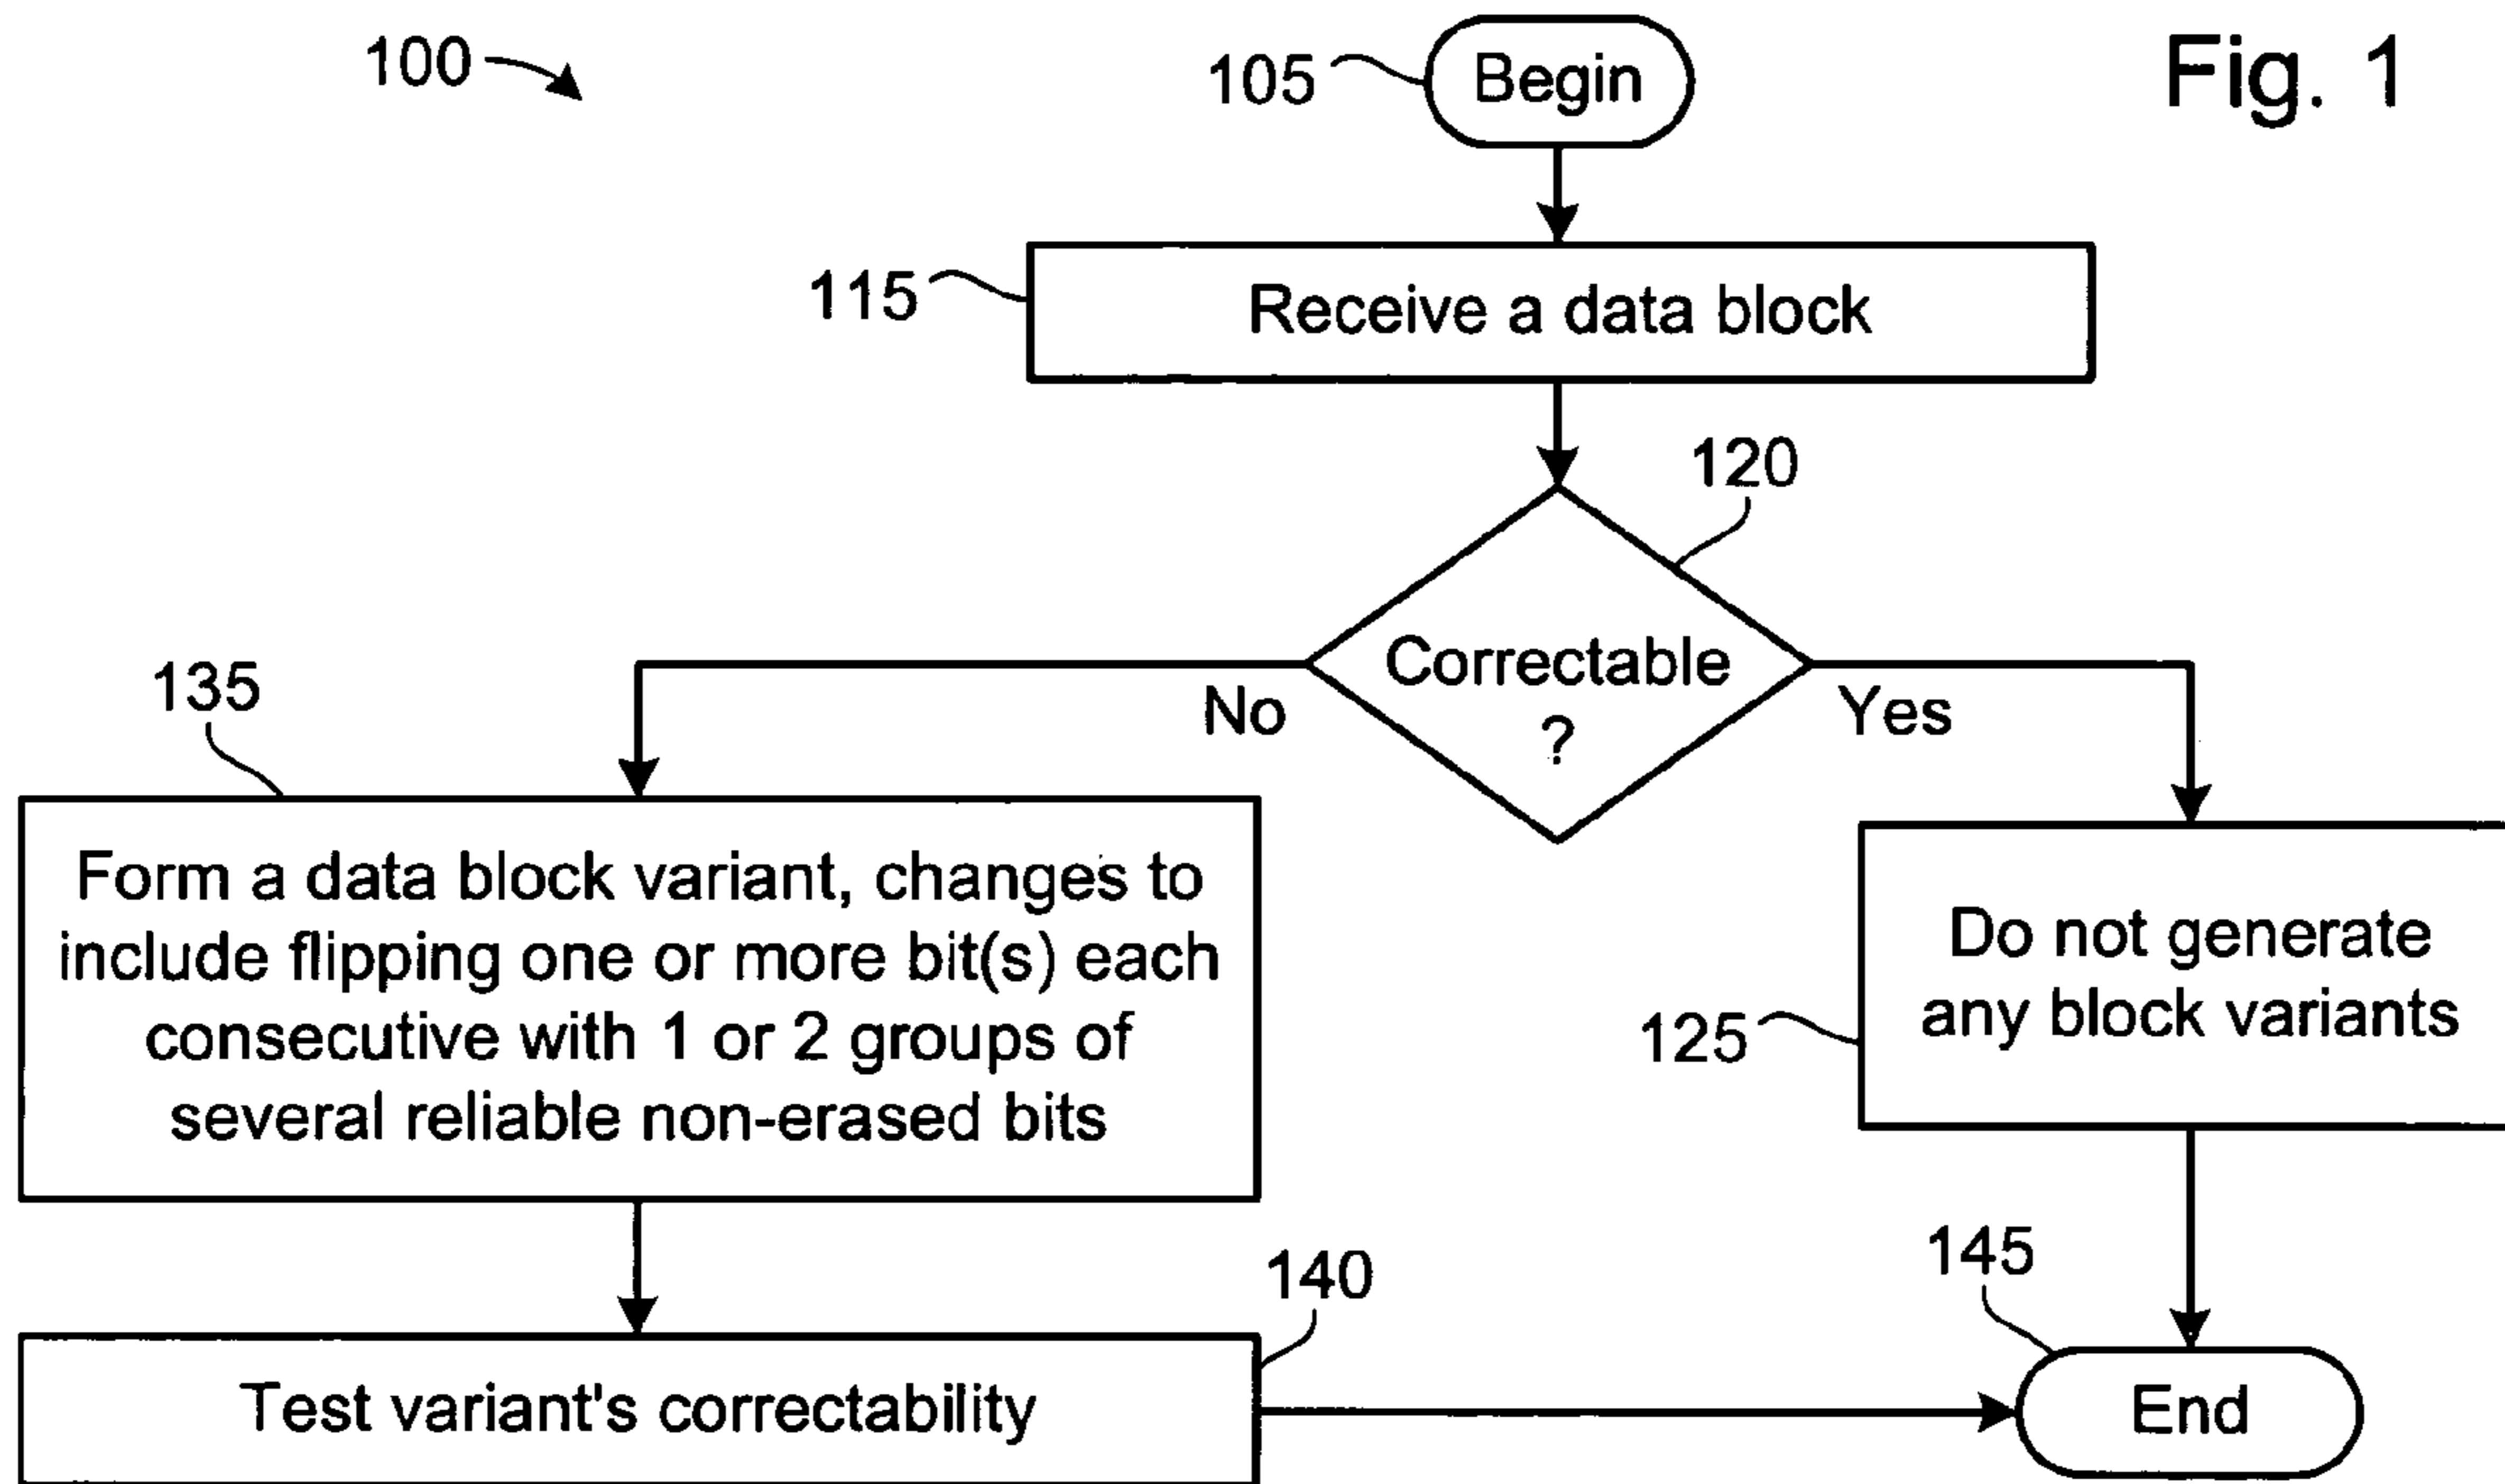 100
105
Begin
Fig. 1
115
Receive a data block
120
Correctable
?
No
Yes
135
Form a data block variant, changes to
include flipping one or more bit(s) each
consecutive with 1 or 2 groups of
several reliable non-erased bits
125
Do not generate
any block variants
140
Test variant's correctability
145
End